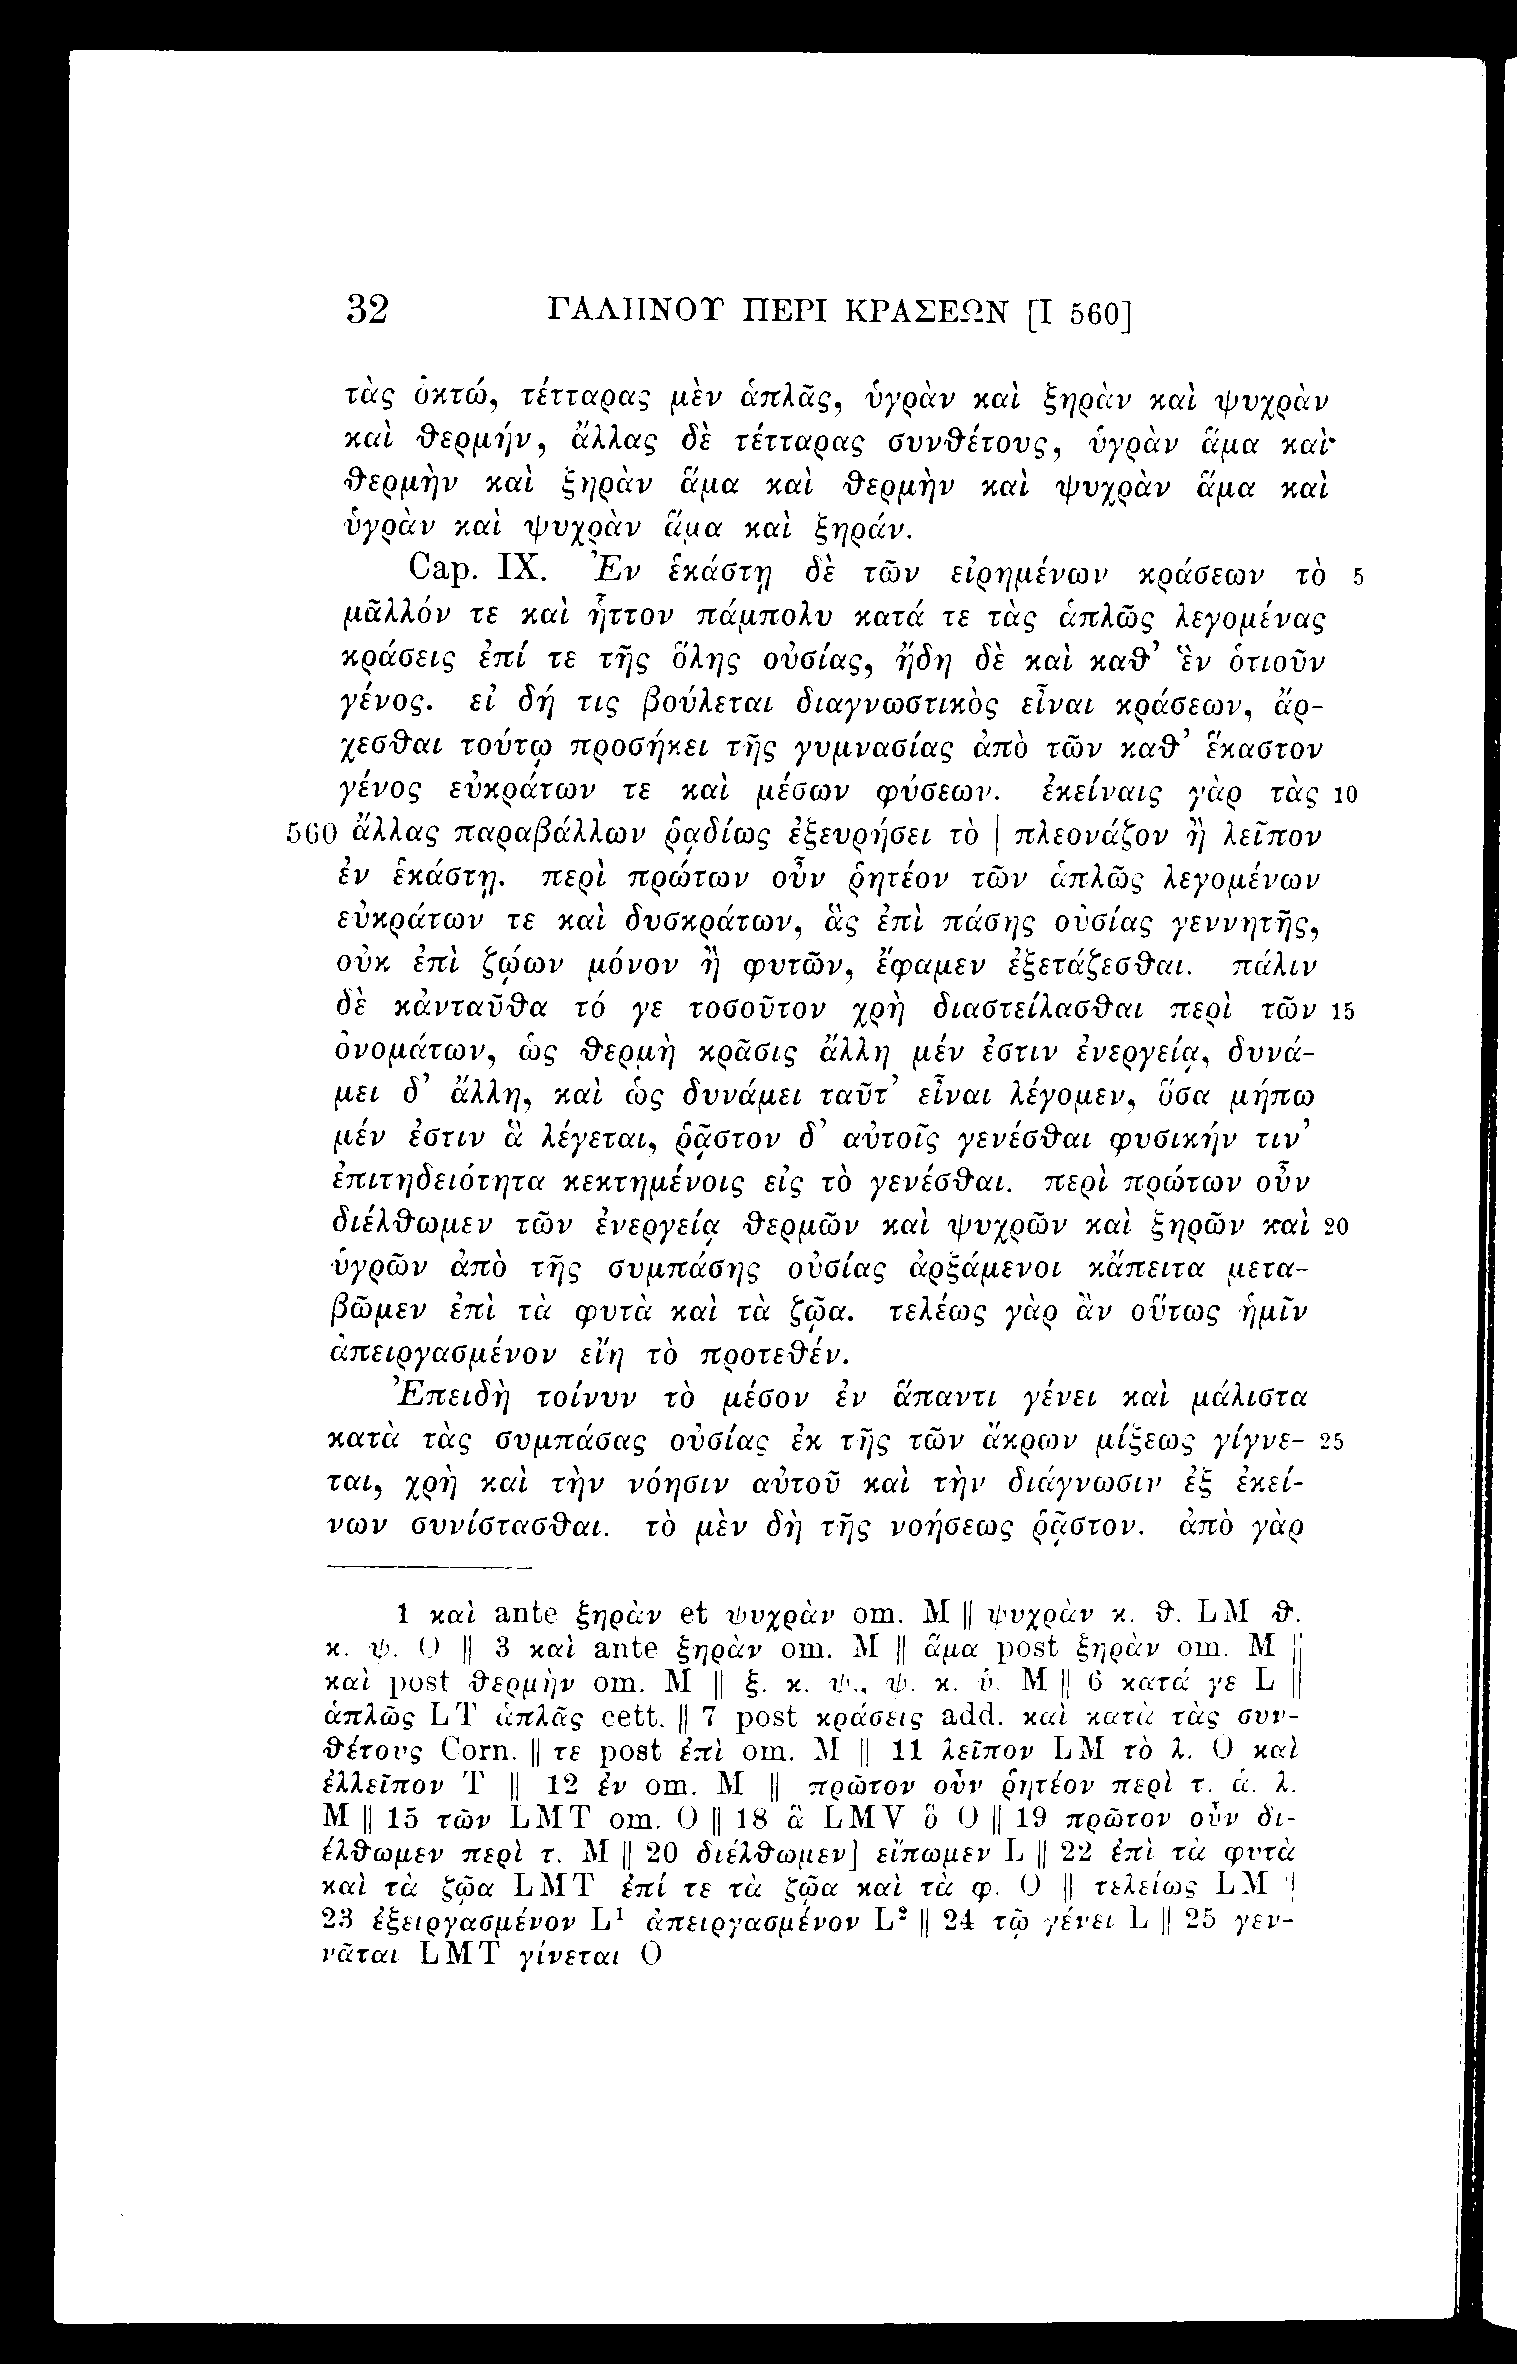 32 ΓΑΛΗΝΟΥ ΠΕΡΙ ΚΡΑΣΕΩΝ [I 560]
τὰς ὀκτώ, τέτταρας μὲν ἁπλᾶς, ὑγρὰν καὶ ξηρὰν καὶ ψυχρὰν
καὶ θερμήν, ἄλλας δὲ τέτταρας συνθέτους, ὑγρὰν ἅμα καὶ
θερμὴν καὶ ξηρὰν ἅμα καὶ θερμὴν καὶ ψυχρὰν ἅμα καὶ
ὑγρὰν καὶ ψυχρὰν ἅμα καὶ ξηράν.
Cap. IX. Ἐν ἑκάστῃ δὲ τῶν εἰρημένων κράσεων τὸ 5
μᾶλλόν τε καὶ ἧττον πάμπολυ κατά τε τὰς ἁπλῶς λεγομένας
κράσεις ἐπί τε τῆς ὅλης οὐσίας, ἤδη δὲ καὶ καθ’ ἓν ὁτιοῦν
γένος. εἰ δή τις βούλεται διαγνωστικὸς εἶναι κράσεων, ἄρ-
χεσθαι τούτῳ προσήκει τῆς γυμνασίας ἀπὸ τῶν καθ’ ἕκαστον
γένος εὐκράτων τε καὶ μέσων φύσεων. ἐκείναις γὰρ τὰς 10
560 ἄλλας παραβάλλων ῥᾳδίως ἐξευρήσει τὸ | πλεονάζον ἢ λεῖπον
ἐν ἑκάστῃ. περὶ πρώτων οὖν ῥητέον τῶν ἁπλῶς λεγομένων
εὐκράτων τε καὶ δυσκράτων, ἃς ἐπὶ πάσης οὐσίας γεννητῆς,
οὐκ ἐπὶ ζῴων μόνον ἢ φυτῶν, ἔφαμεν ἐξετάζεσθαι. πάλιν
δὲ κἀνταῦθα τό γε τοσοῦτον χρὴ διαστείλασθαι περὶ τῶν 15
ὀνομάτων, ὡς θερμὴ κρᾶσις ἄλλη μέν ἐστιν ἐνεργείᾳ, δυνά-
μει δ’ ἄλλη, καὶ ὡς δυνάμει ταῦτ’ εἶναι λέγομεν, ὅσα μήπω
μέν ἐστιν ἃ λέγεται, ῥᾷστον δ’ αὐτοῖς γενέσθαι φυσικήν τιν’
ἐπιτηδειότητα κεκτημένοις εἰς τὸ γενέσθαι. περὶ πρώτων οὖν
διέλθωμεν τῶν ἐνεργείᾳ θερμῶν καὶ ψυχρῶν καὶ ξηρῶν καὶ 20
ὑγρῶν ἀπὸ τῆς συμπάσης οὐσίας ἀρξάμενοι κἄπειτα μετα-
βῶμεν ἐπὶ τὰ φυτὰ καὶ τὰ ζῷα. τελέως γὰρ ἂν οὕτως ἡμῖν
ἀπειργασμένον εἴη τὸ προτεθέν.
Ἐπειδὴ τοίνυν τὸ μέσον ἐν ἅπαντι γένει καὶ μάλιστα
κατὰ τὰς συμπάσας οὐσίας ἐκ τῆς τῶν ἄκρων μίξεως γίγνε- 25
ται, χρὴ καὶ τὴν νόησιν αὐτοῦ καὶ τὴν διάγνωσιν ἐξ ἐκεί-
νων συνίστασθαι. τὸ μὲν δὴ τῆς νοήσεως ῥᾷστον. ἀπὸ γὰρ
1 καὶ ante ξηρὰν et ψυχρὰν om. M || ψυχρὰν κ. θ. LM θ.
κ. ψ. O || 3 καὶ ante ξηρὰν om. M || ἅμα post ξηρὰν om. M ||
καὶ post θερμὴν om. M || ξ. κ. ψ., ψ. κ. ὑ. M || 6 κατά γε L ||
ἁπλῶς LT ἁπλᾶς cett. || 7 post κράσεις add. καὶ κατὰ τὰς συν-
θέτους Corn. || τε post ἐπὶ om. M || 11 λεῖπον LM τὸ λ. O καὶ
ἐλλεῖπον T || 12 ἐν om. M || πρῶτον οὖν ῥητέον περὶ τ. ἁ. λ.
M || 15 τῶν LMT om. O || 18 ἃ LMV ὃ O || 19 πρῶτον οὖν δι-
έλθωμεν περὶ τ. M || 20 διέλθωμεν] εἴπωμεν L || 22 ἐπὶ τὰ φυτὰ
καὶ τὰ ζῷα LMT ἐπί τε τὰ ζῷα καὶ τὰ φ. O || τελείως LM ||
23 ἐξειργασμένον L¹ ἀπειργασμένον L² || 24 τῷ γένει L || 25 γεν-
νᾶται LMT γίνεται O